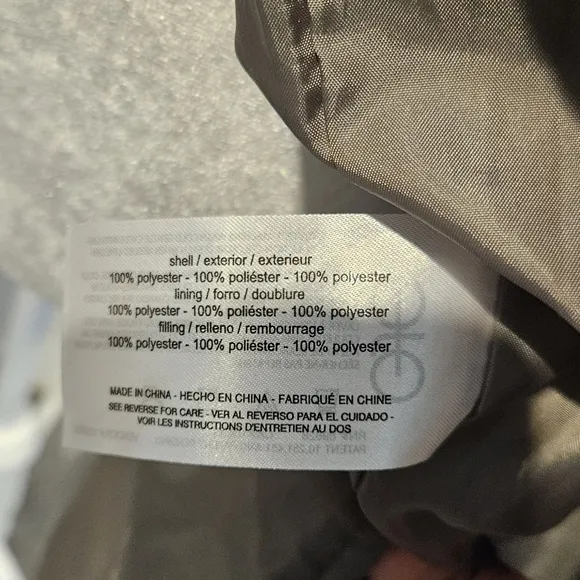 shell / exterior / exterieur
100% polyester - 100% poliéster - 100% polyester
lining / forro / doublure
100% polyester - 100% poliéster - 100% polyester
filling / relleno / rembourrage
100% polyester - 100% poliéster - 100% polyester
MADE IN CHINA - HECHO EN CHINA - FABRIQUÉ EN CHINE
SEE REVERSE FOR CARE - VER AL REVERSO PARA EL CUIDADO -
VOIR LES INSTRUCTIONS D'ENTRETIEN AU DOS